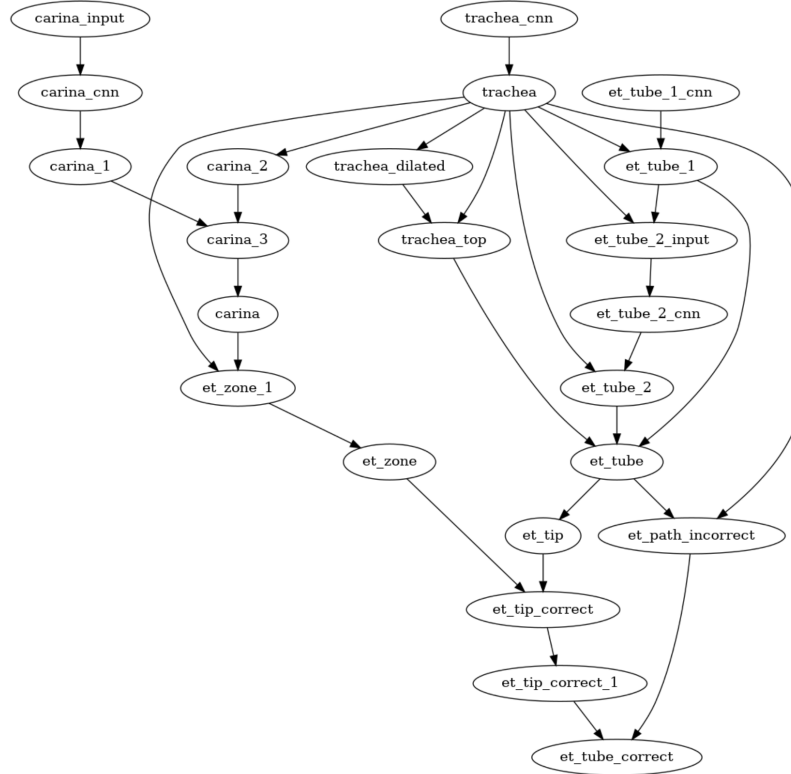 carina_input
trachea_cnn
carina_cnn
trachea
et_tube_1_cnn
carina_1
carina_2
trachea_dilated
et_tube_1
carina_3
trachea_top
et_tube_2_input
carina
et_tube_2_cnn
et_zone_1
et_tube_2
et_zone
et_tube
et_tip
et_path_incorrect
et_tip_correct
et_tip_correct_1
et_tube_correct